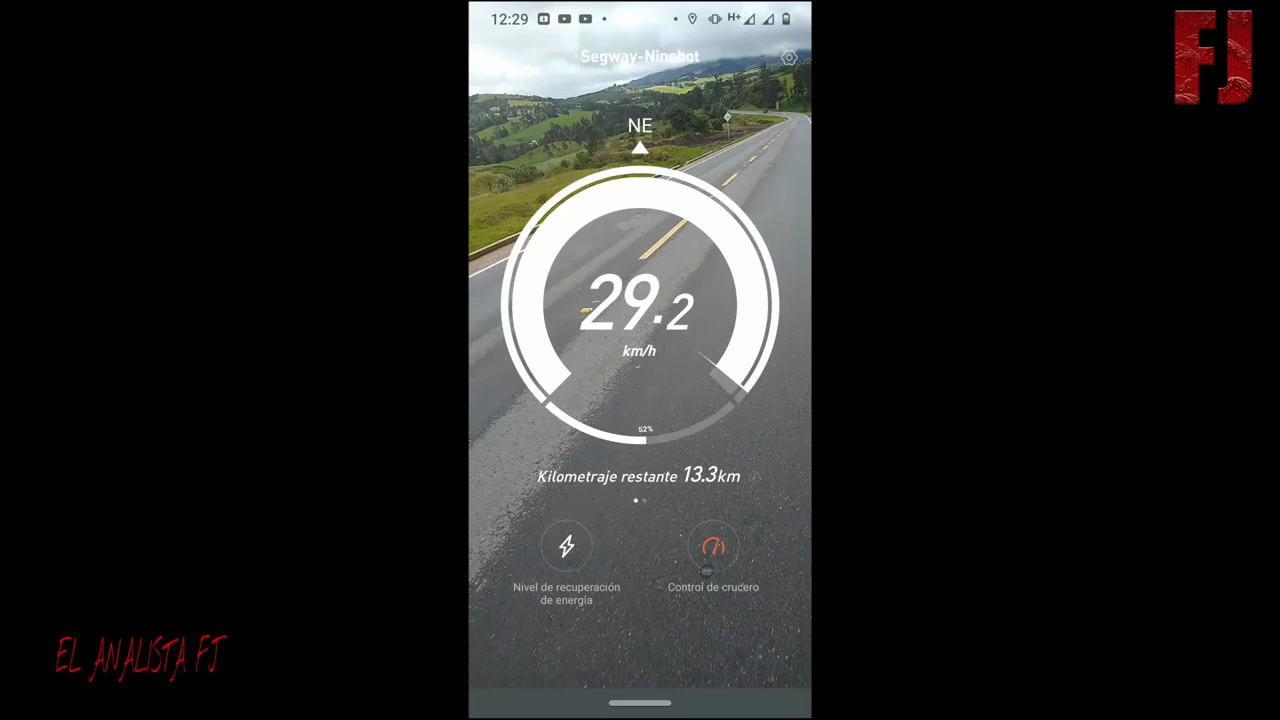 12:29
H+
FJ
Segway-Ninebot
NE
29.2
km/h
52%
Kilometraje restante 13.3km
Nivel de recuperación
de energía
Control de crucero
EL ANALISTA FJ